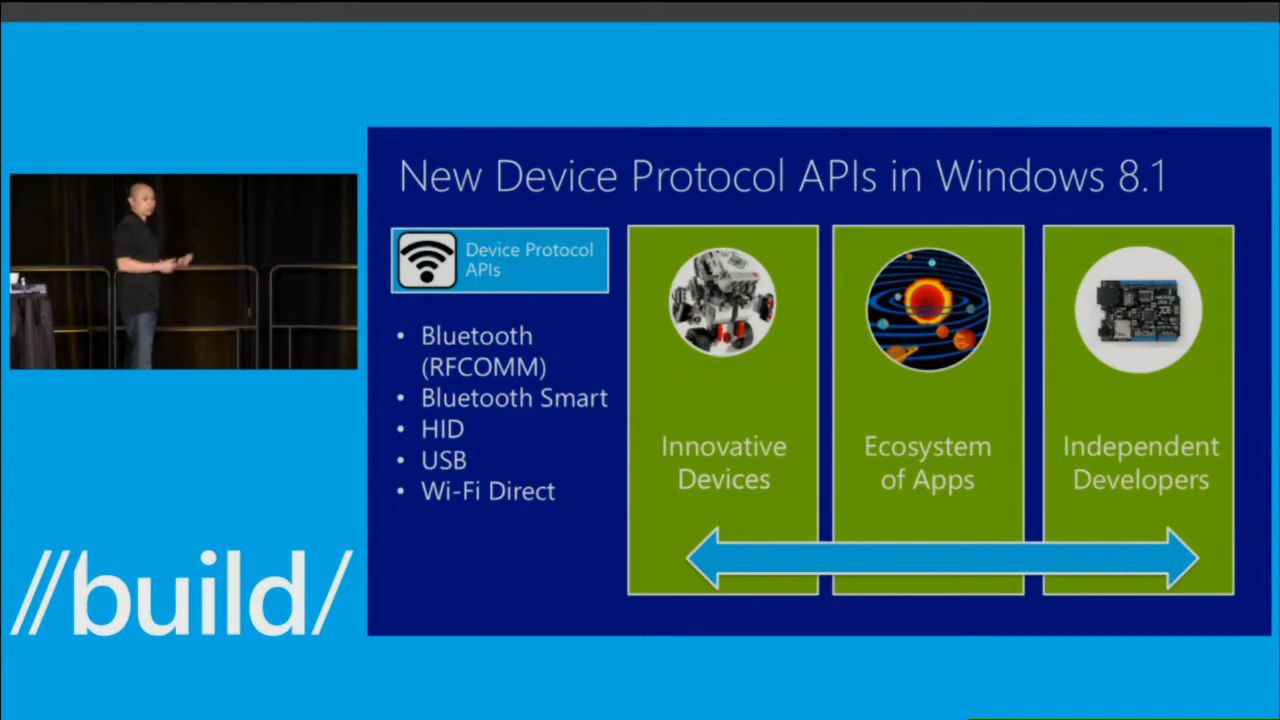 New Device Protocol APIs in Windows 8.1
Device Protocol
APIs
• Bluetooth
(RFCOMM)
• Bluetooth Smart
• HID
• USB
• Wi-Fi Direct
Innovative
Devices
Ecosystem
of Apps
Independent
Developers
//build/